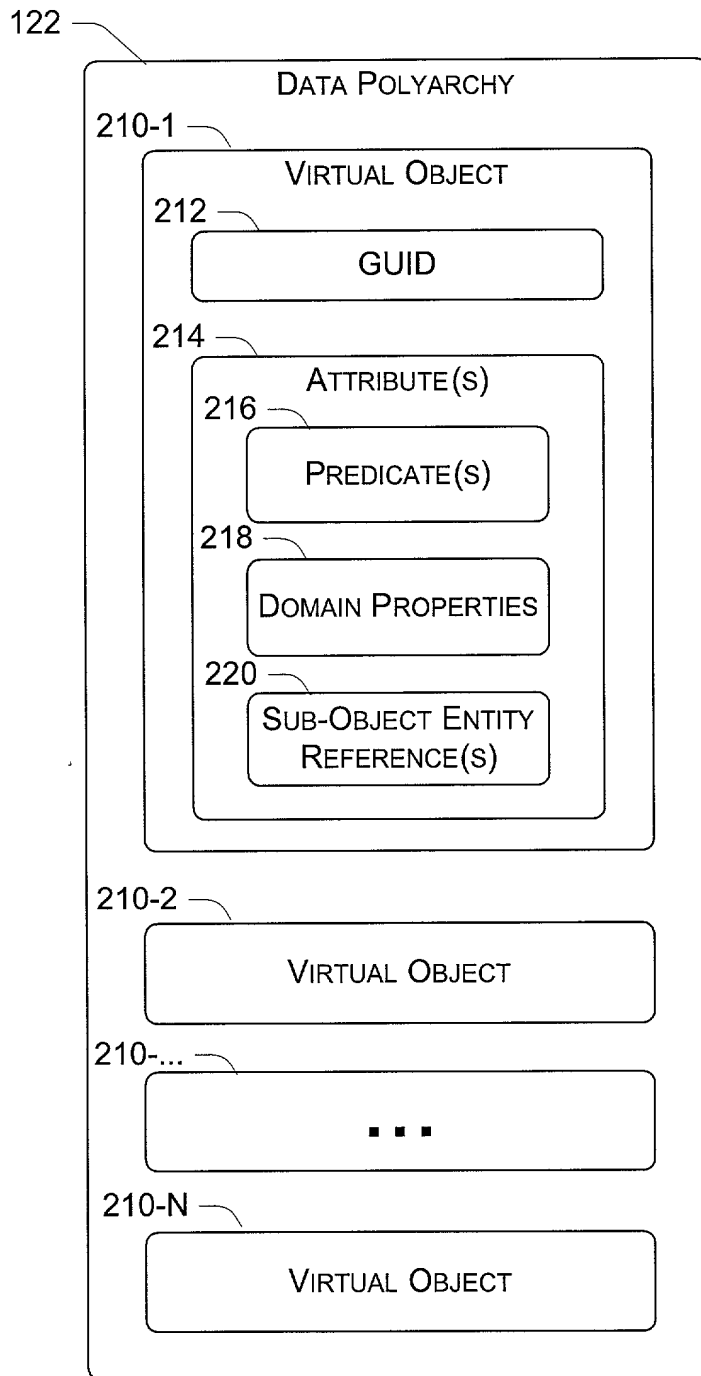 122
DATA POLYARCHY
210-1
VIRTUAL OBJECT
212
GUID
214
ATTRIBUTE(S)
216
PREDICATE(S)
218
DOMAIN PROPERTIES
220
SUB-OBJECT ENTITY
REFERENCE(S)
210-2
VIRTUAL OBJECT
210-...
...
210-N
VIRTUAL OBJECT